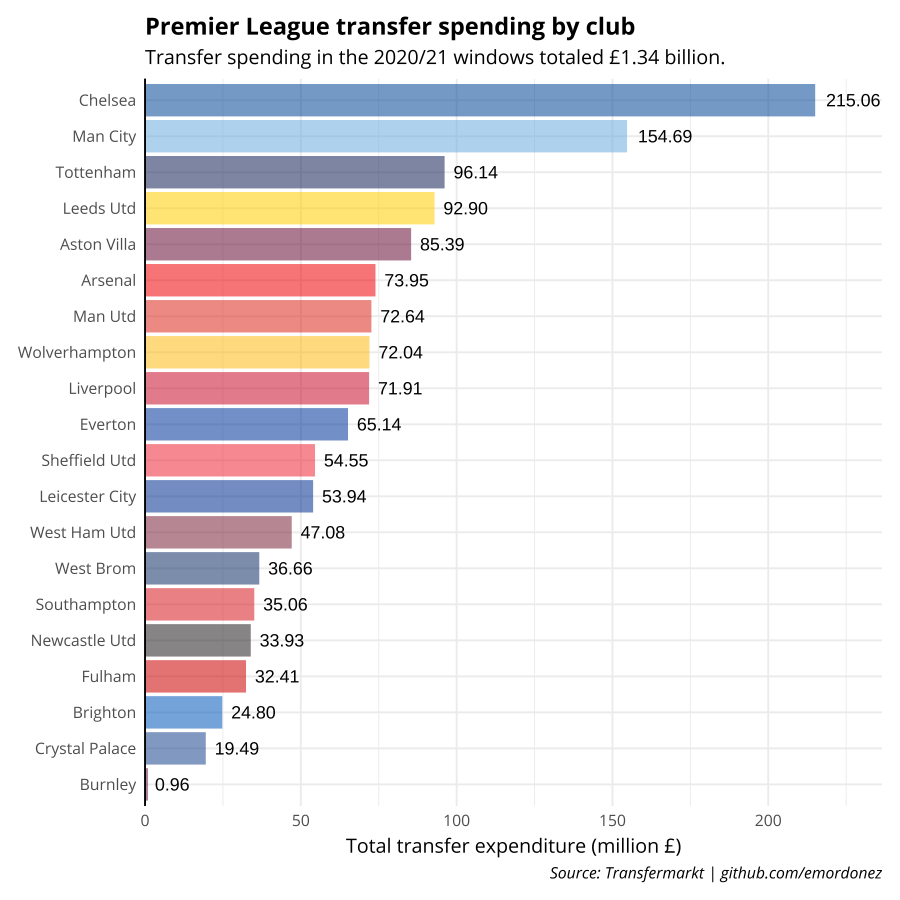 Premier League transfer spending by club
Transfer spending in the 2020/21 windows totaled £1.34 billion.
Chelsea 215.06
Man City 154.69
Tottenham 96.14
Leeds Utd 92.90
Aston Villa 85.39
Arsenal 73.95
Man Utd 72.64
Wolverhampton 72.04
Liverpool 71.91
Everton 65.14
Sheffield Utd 54.55
Leicester City 53.94
West Ham Utd 47.08
West Brom 36.66
Southampton 35.06
Newcastle Utd 33.93
Fulham 32.41
Brighton 24.80
Crystal Palace 19.49
Burnley 0.96
0 50 100 150 200
Total transfer expenditure (million £)
Source: Transfermarkt | github.com/emordonez